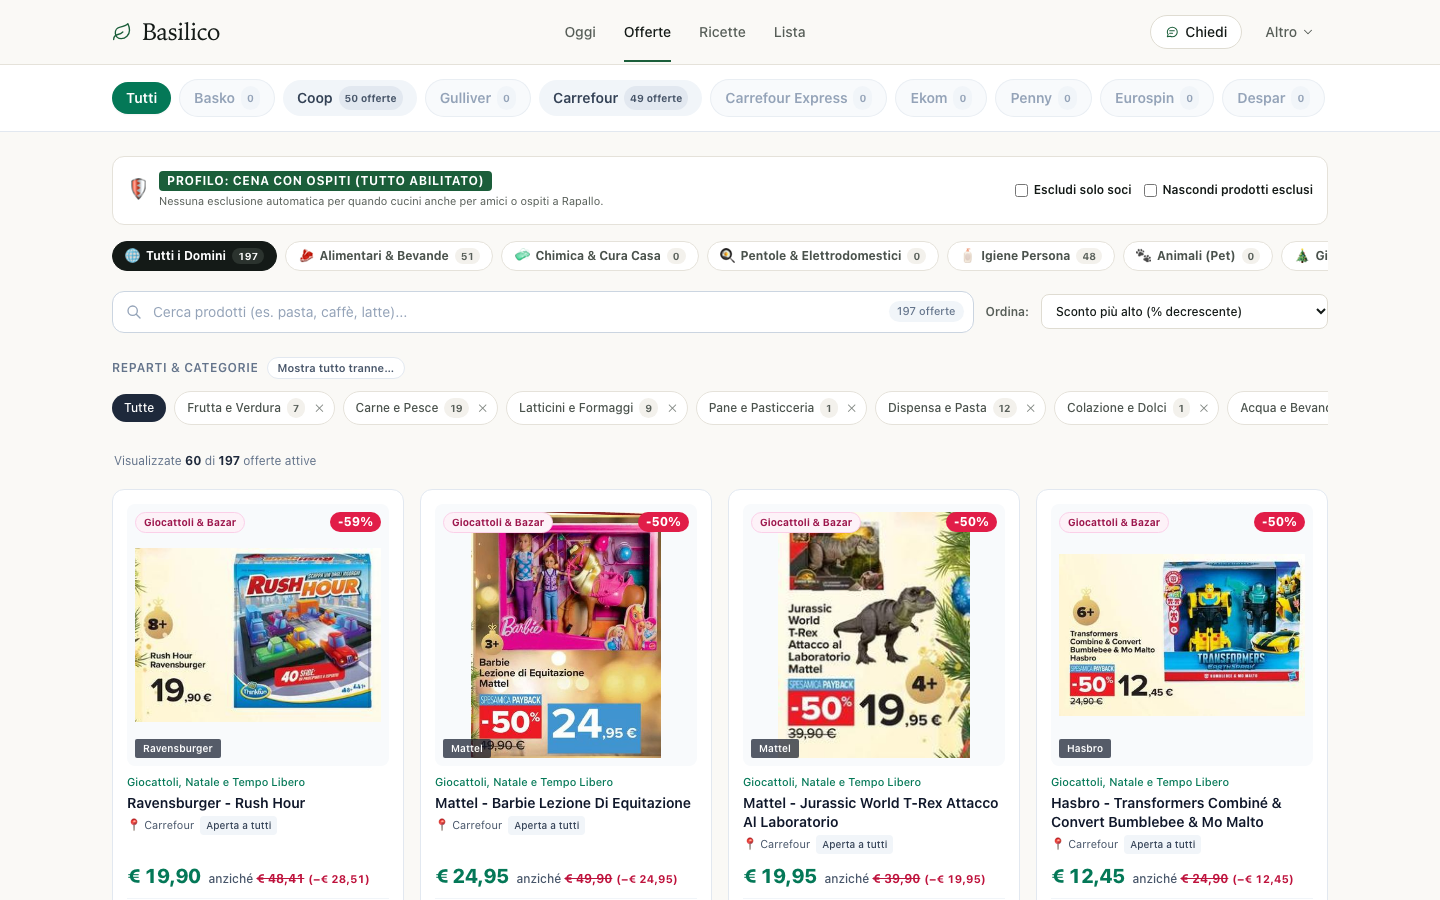 Basilico
Oggi
Offerte
Ricette
Lista
Chiedi
Altro
Tutti
Basko 0
Coop 50 offerte
Gulliver 0
Carrefour 49 offerte
Carrefour Express 0
Ekom 0
Penny 0
Eurospin 0
Despar 0
PROFILO: CENA CON OSPITI (TUTTO ABILITATO)
Nessuna esclusione automatica per quando cucini anche per amici o ospiti a Rapallo.
Escludi solo soci
Nascondi prodotti esclusi
Tutti i Domini 197
Alimentari & Bevande 51
Chimica & Cura Casa 0
Pentole & Elettrodomestici 0
Igiene Persona 48
Animali (Pet) 0
Gi
Cerca prodotti (es. pasta, caffè, latte)...
197 offerte
Ordina:
Sconto più alto (% decrescente)
REPARTI & CATEGORIE
Mostra tutto tranne...
Tutte
Frutta e Verdura 7
Carne e Pesce 19
Latticini e Formaggi 9
Pane e Pasticceria 1
Dispensa e Pasta 12
Colazione e Dolci 1
Acqua e Bevand
Visualizzate 60 di 197 offerte attive
Giocattoli & Bazar
-59%
RUSH HOUR
8+
Rush Hour
Ravensburger
19,90 €
40 SFIDE
ThinkFun
Ravensburger
Giocattoli, Natale e Tempo Libero
Ravensburger - Rush Hour
Carrefour
Aperta a tutti
€ 19,90 anziché € 48,41 (−€ 28,51)
Giocattoli & Bazar
-50%
Barbie
3+
Barbie
Lezione di Equitazione
Mattel
SPESAMICA PAYBACK
-50%
24,95 €
Mattel
Giocattoli, Natale e Tempo Libero
Mattel - Barbie Lezione Di Equitazione
Carrefour
Aperta a tutti
€ 24,95 anziché € 49,90 (−€ 24,95)
Giocattoli & Bazar
-50%
Jurassic
World
T-Rex
Attacco al
Laboratorio
Mattel
4+
SPESAMICA PAYBACK
-50%
19,95 €
39,90 €
Mattel
Giocattoli, Natale e Tempo Libero
Mattel - Jurassic World T-Rex Attacco
Al Laboratorio
Carrefour
Aperta a tutti
€ 19,95 anziché € 39,90 (−€ 19,95)
Giocattoli & Bazar
-50%
6+
Transformers
Combine & Convert
Bumblebee & Mo Malto
Hasbro
SPESAMICA PAYBACK
-50%
12,45 €
24,90 €
TRANSFORMERS
EARTHSPARK
Hasbro
Giocattoli, Natale e Tempo Libero
Hasbro - Transformers Combiné &
Convert Bumblebee & Mo Malto
Carrefour
Aperta a tutti
€ 12,45 anziché € 24,90 (−€ 12,45)